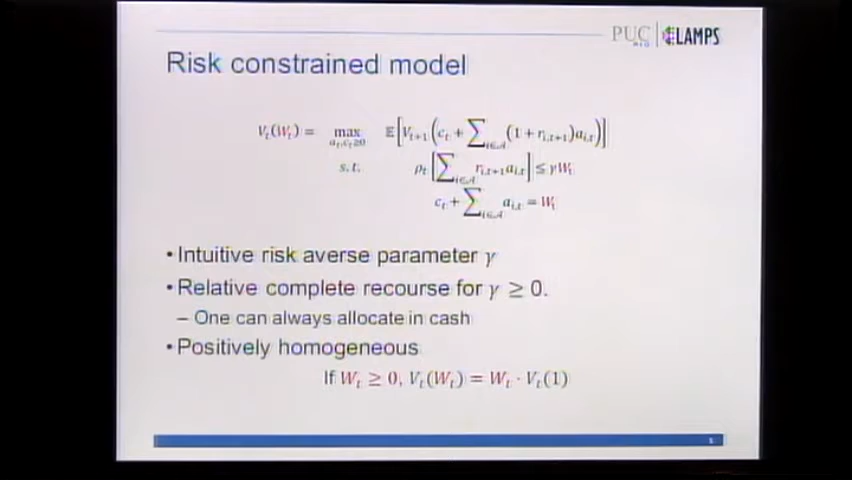 PUC RIO LAMPS
Risk constrained model
V_t(W_t) = max_{a_t,c_t≥0} 𝔼[V_{t+1}(c_t + ∑_{i∈𝒜} (1 + r_{i,t+1})a_{i,t})]
s.t. ρ_t[∑_{i∈𝒜} r_{i,t+1}a_{i,t}] ≤ γW_t
c_t + ∑_{i∈𝒜} a_{i,t} = W_t
• Intuitive risk averse parameter γ
• Relative complete recourse for γ ≥ 0.
– One can always allocate in cash
• Positively homogeneous
If W_t ≥ 0, V_t(W_t) = W_t · V_t(1)